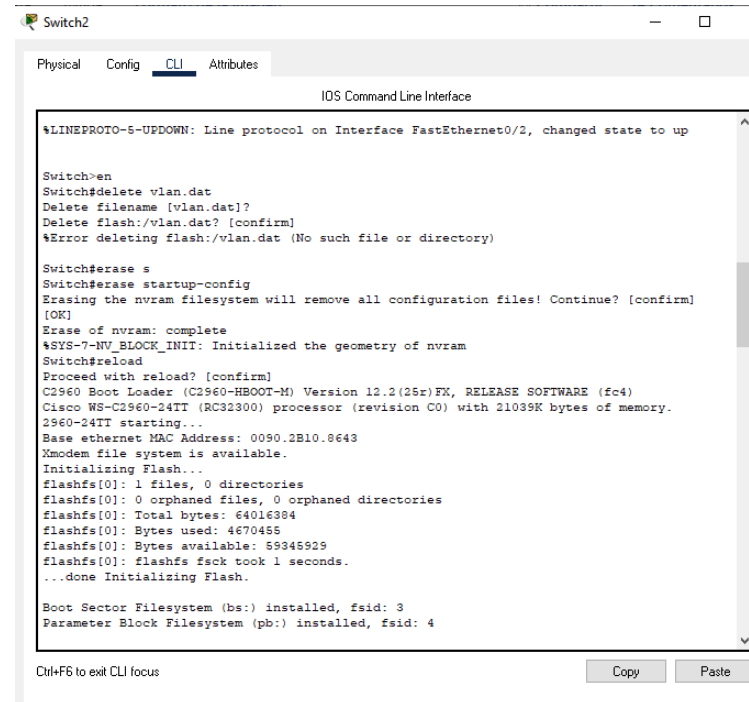 Switch2
Physical Config CLI Attributes
IOS Command Line Interface
%LINEPROTO-5-UPDOWN: Line protocol on Interface FastEthernet0/2, changed state to up
Switch>en
Switch#delete vlan.dat
Delete filename [vlan.dat]?
Delete flash:/vlan.dat? [confirm]
%Error deleting flash:/vlan.dat (No such file or directory)
Switch#erase s
Switch#erase startup-config
Erasing the nvram filesystem will remove all configuration files! Continue? [confirm]
[OK]
Erase of nvram: complete
%SYS-7-NV_BLOCK_INIT: Initialized the geometry of nvram
Switch#reload
Proceed with reload? [confirm]
C2960 Boot Loader (C2960-HBOOT-M) Version 12.2(25r)FX, RELEASE SOFTWARE (fc4)
Cisco WS-C2960-24TT (RC32300) processor (revision C0) with 21039K bytes of memory.
2960-24TT starting...
Base ethernet MAC Address: 0090.2B10.8643
Xmodem file system is available.
Initializing Flash...
flashfs[0]: 1 files, 0 directories
flashfs[0]: 0 orphaned files, 0 orphaned directories
flashfs[0]: Total bytes: 64016384
flashfs[0]: Bytes used: 4670455
flashfs[0]: Bytes available: 59345929
flashfs[0]: flashfs fsck took 1 seconds.
...done Initializing Flash.
Boot Sector Filesystem (bs:) installed, fsid: 3
Parameter Block Filesystem (pb:) installed, fsid: 4
Ctrl+F6 to exit CLI focus
Copy Paste